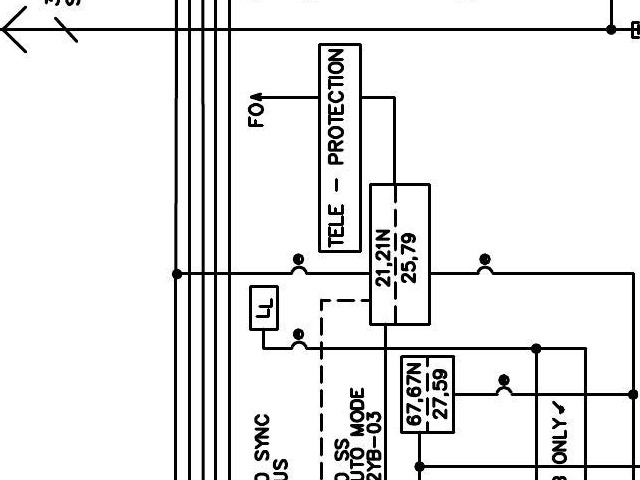 FO
TELE - PROTECTION
21,21N
25,79
LL
67,67N
27,59
SYNC
US
SS
UTO MODE
2YB-03
ONLY